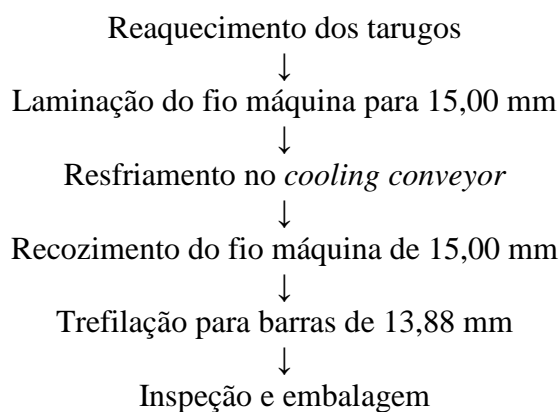 Reaquecimento dos tarugos
↓
Laminação do fio máquina para 15,00 mm
↓
Resfriamento no cooling conveyor
↓
Recozimento do fio máquina de 15,00 mm
↓
Trefilação para barras de 13,88 mm
↓
Inspeção e embalagem